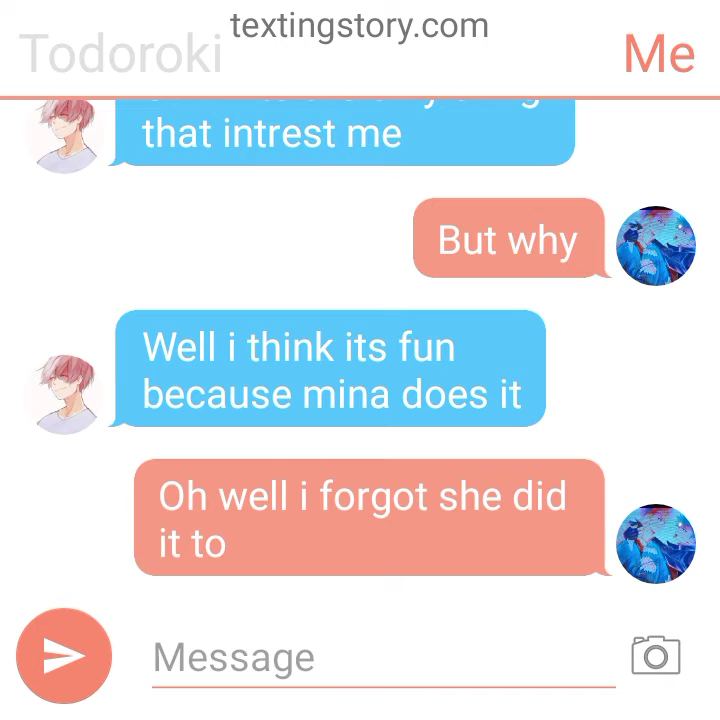 textingstory.com
Todoroki
Me
that intrest me
But why
Well i think its fun
because mina does it
Oh well i forgot she did
it to
Message